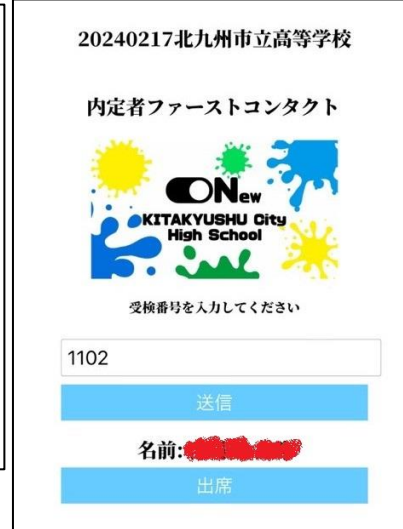 20240217北九州市立高等学校
内定者ファーストコンタクト
ONew
KITAKYUSHU City
High School
受検番号を入力してください
1102
送信
名前:
出席